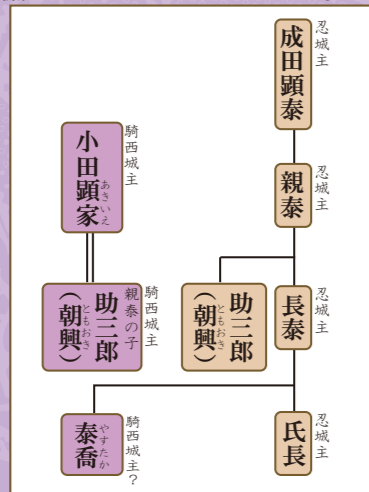 忍城主
成田顕泰
忍城主
親泰
忍城主
長泰
助三郎
(朝興)
ともおき
忍城主
氏長
騎西城主
小田顕家
あきいえ
騎西城主
親泰の子
助三郎
(朝興)
ともおき
騎西城主?
泰喬
やすたか